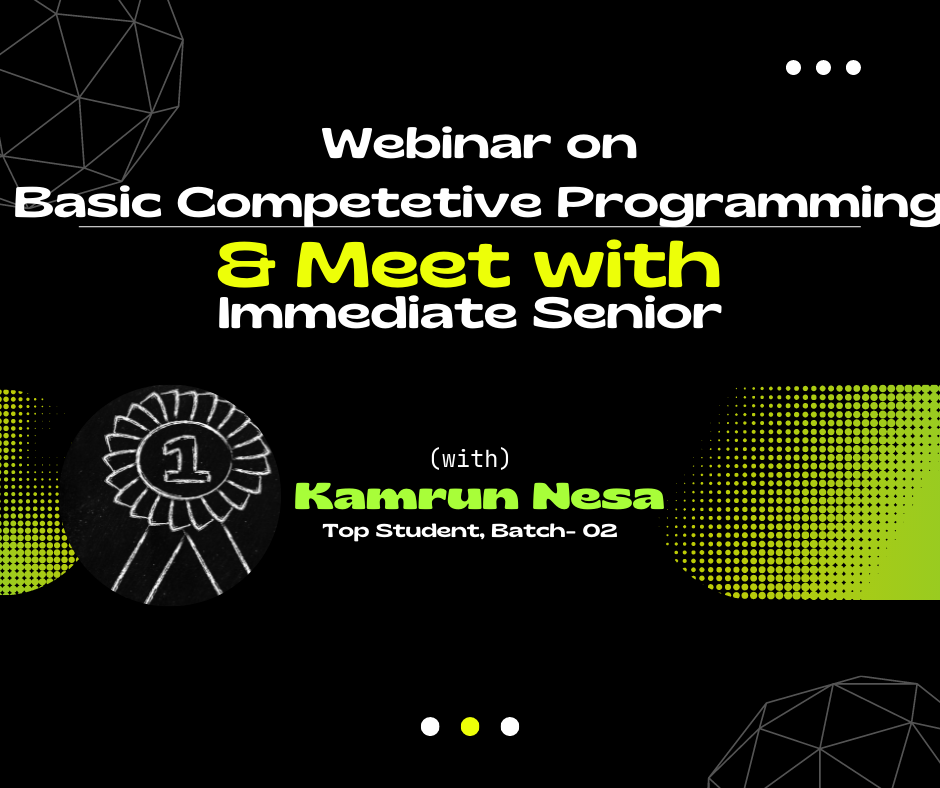 Webinar on
Basic Competetive Programming
& Meet with
Immediate Senior
1
(with)
Kamrun Nesa
Top Student, Batch- 02